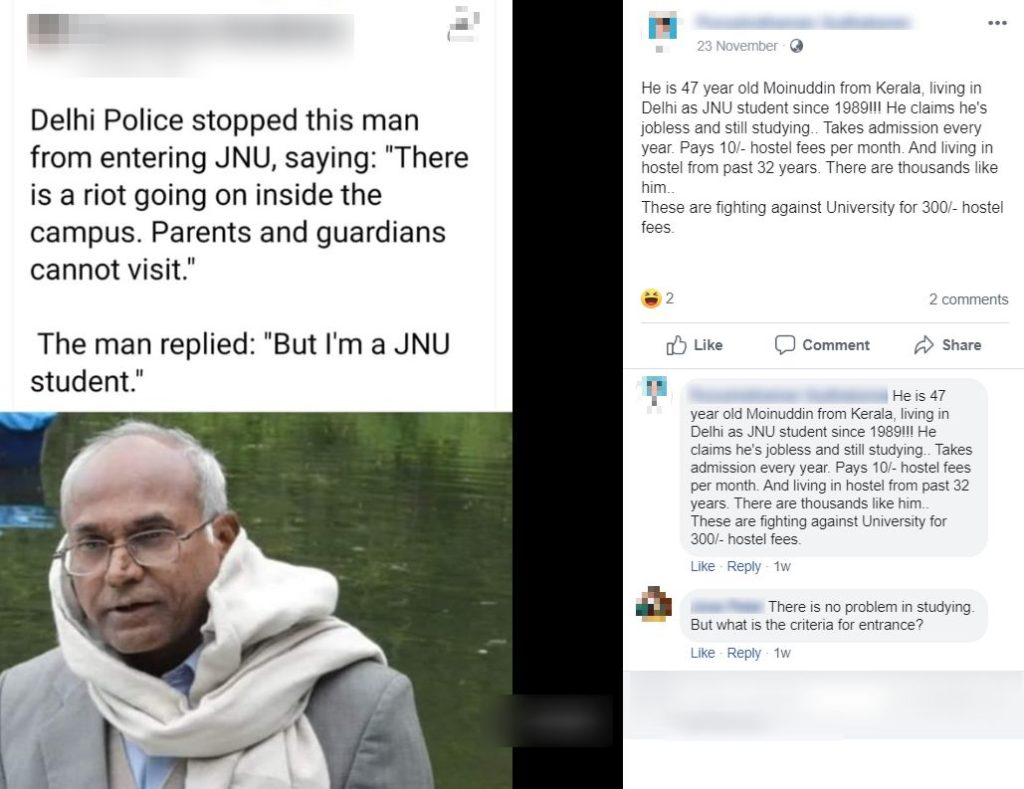 Delhi Police stopped this man
from entering JNU, saying: "There
is a riot going on inside the
campus. Parents and guardians
cannot visit."
The man replied: "But I'm a JNU
student."
23 November
He is 47 year old Moinuddin from Kerala, living in
Delhi as JNU student since 1989!!! He claims he's
jobless and still studying.. Takes admission every
year. Pays 10/- hostel fees per month. And living in
hostel from past 32 years. There are thousands like
him..
These are fighting against University for 300/- hostel
fees.
2
2 comments
Like Comment Share
He is 47
year old Moinuddin from Kerala, living in
Delhi as JNU student since 1989!!! He
claims he's jobless and still studying.. Takes
admission every year. Pays 10/- hostel fees
per month. And living in hostel from past 32
years. There are thousands like him..
These are fighting against University for
300/- hostel fees.
Like · Reply · 1w
There is no problem in studying.
But what is the criteria for entrance?
Like · Reply · 1w